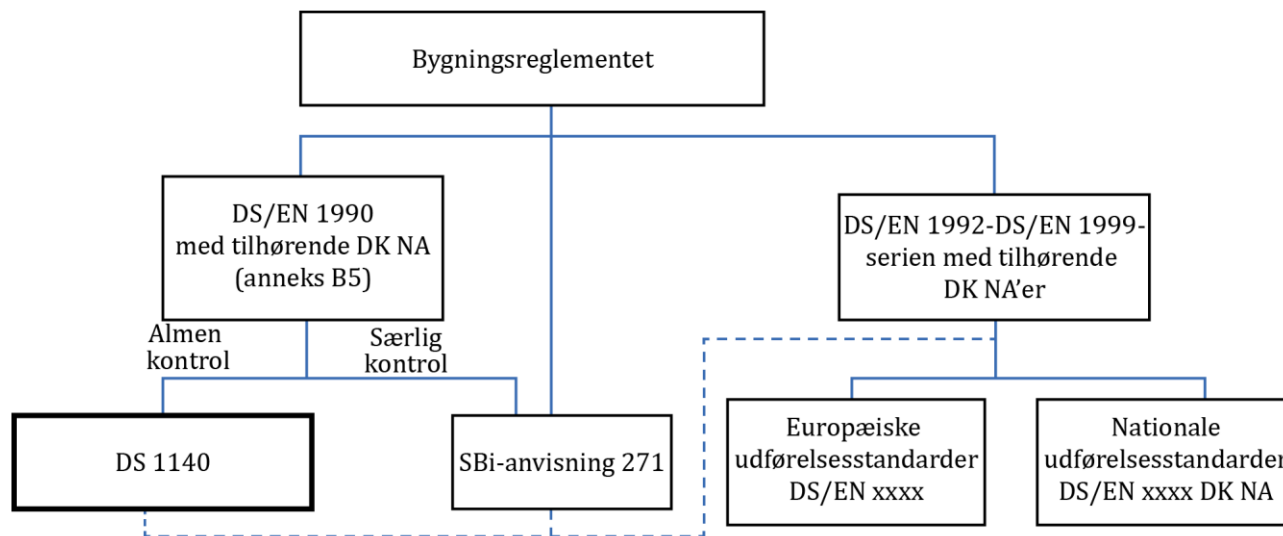 Bygningsreglementet
DS/EN 1990
med tilhørende DK NA
(anneks B5)
DS/EN 1992-DS/EN 1999-
serien med tilhørende
DK NA’er
Almen
kontrol
Særlig
kontrol
DS 1140
SBi-anvisning 271
Europæiske
udførelsesstandarder
DS/EN xxxx
Nationale
udførelsesstandarder
DS/EN xxxx DK NA